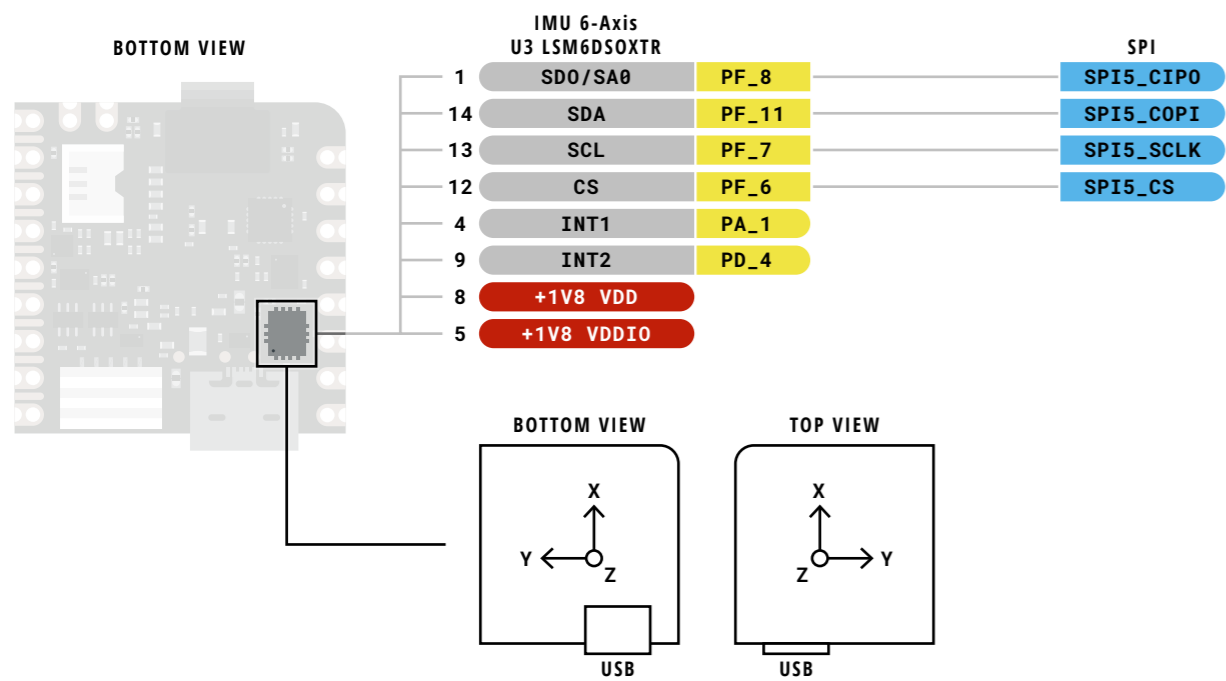 BOTTOM VIEW
IMU 6-Axis
U3 LSM6DSOXTR
SPI
1 SDO/SA0 PF_8 SPI5_CIPO
14 SDA PF_11 SPI5_COPI
13 SCL PF_7 SPI5_SCLK
12 CS PF_6 SPI5_CS
4 INT1 PA_1
9 INT2 PD_4
8 +1V8 VDD
5 +1V8 VDDIO
BOTTOM VIEW
X
Y
Z
USB
TOP VIEW
X
Z
Y
USB